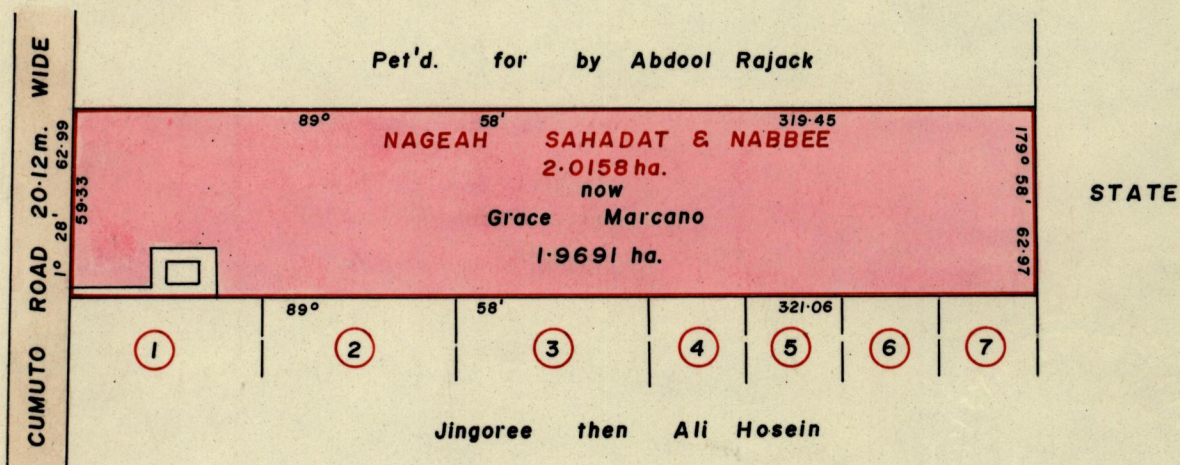 Pet'd. for by Abdool Rajack
89° 58' 319·45
NAGEAH SAHADAT & NABBEE
2·0158 ha.
now
Grace Marcano
1·9691 ha.
179° 58' 62·97
STATE
CUMUTO ROAD 20·12m. WIDE
1° 28' 62·99
59·33
89° 58' 321·06
1 2 3 4 5 6 7
Jingoree then Ali Hosein